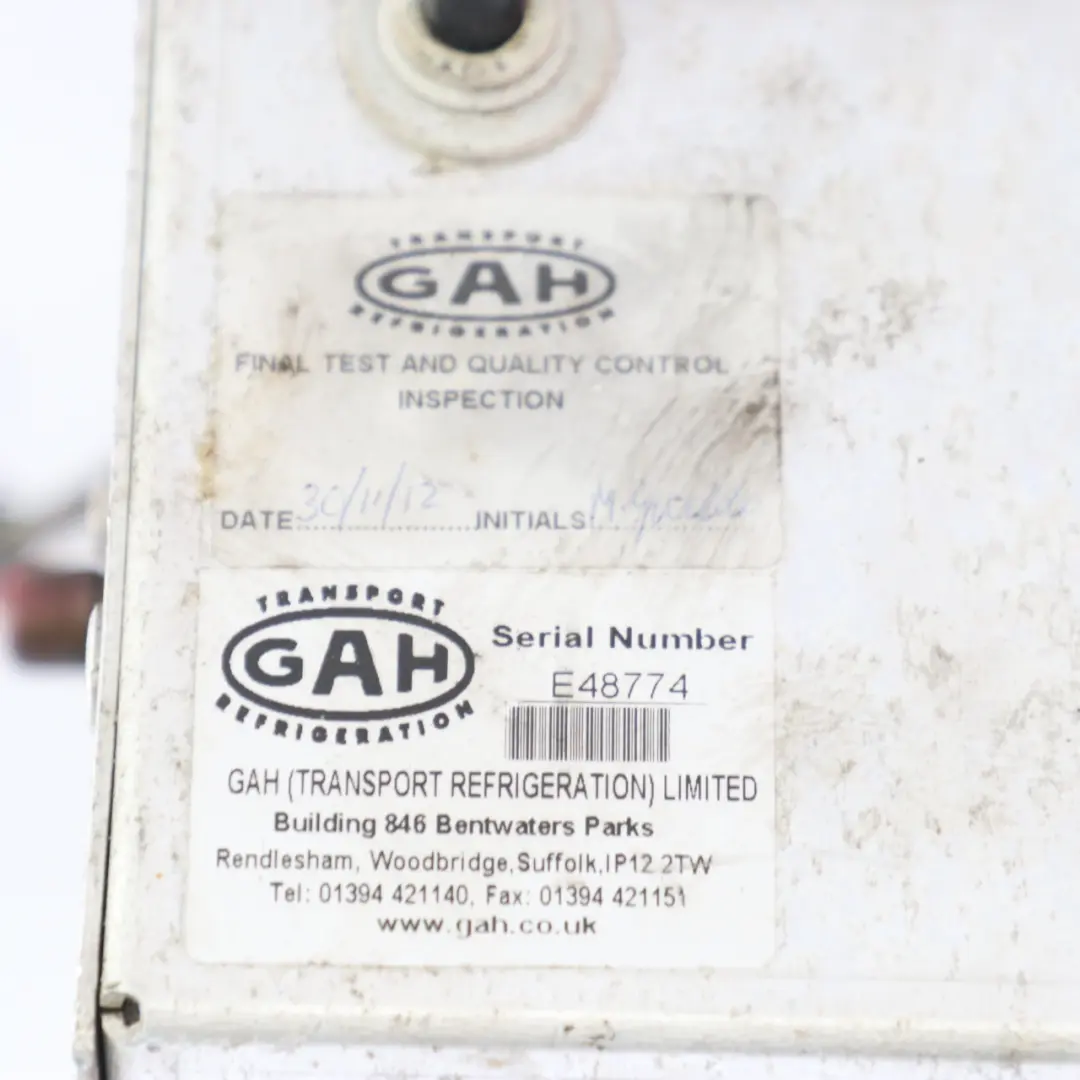 TRANSPORT
GAH
REFRIGERATION
FINAL TEST AND QUALITY CONTROL
INSPECTION
DATE 30/11/12 INITIALS
TRANSPORT
GAH
REFRIGERATION
Serial Number
E48774
GAH (TRANSPORT REFRIGERATION) LIMITED
Building 846 Bentwaters Parks
Rendlesham, Woodbridge,Suffolk,IP12 2TW
Tel: 01394 421140, Fax: 01394 421151
www.gah.co.uk